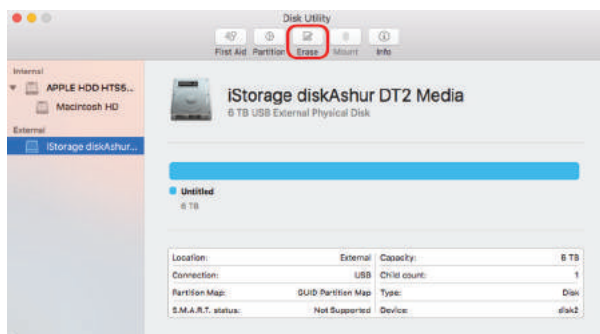 Disk Utility
First Aid Partition Erase Mount Info
Internal
APPLE HDD HTS5...
Macintosh HD
External
iStorage diskAshur...
iStorage diskAshur DT2 Media
6 TB USB External Physical Disk
Untitled
6 TB
Location: External Capacity: 6 TB
Connection: USB Child count: 1
Partition Map: GUID Partition Map Type: Disk
S.M.A.R.T. status: Not Supported Device: disk2